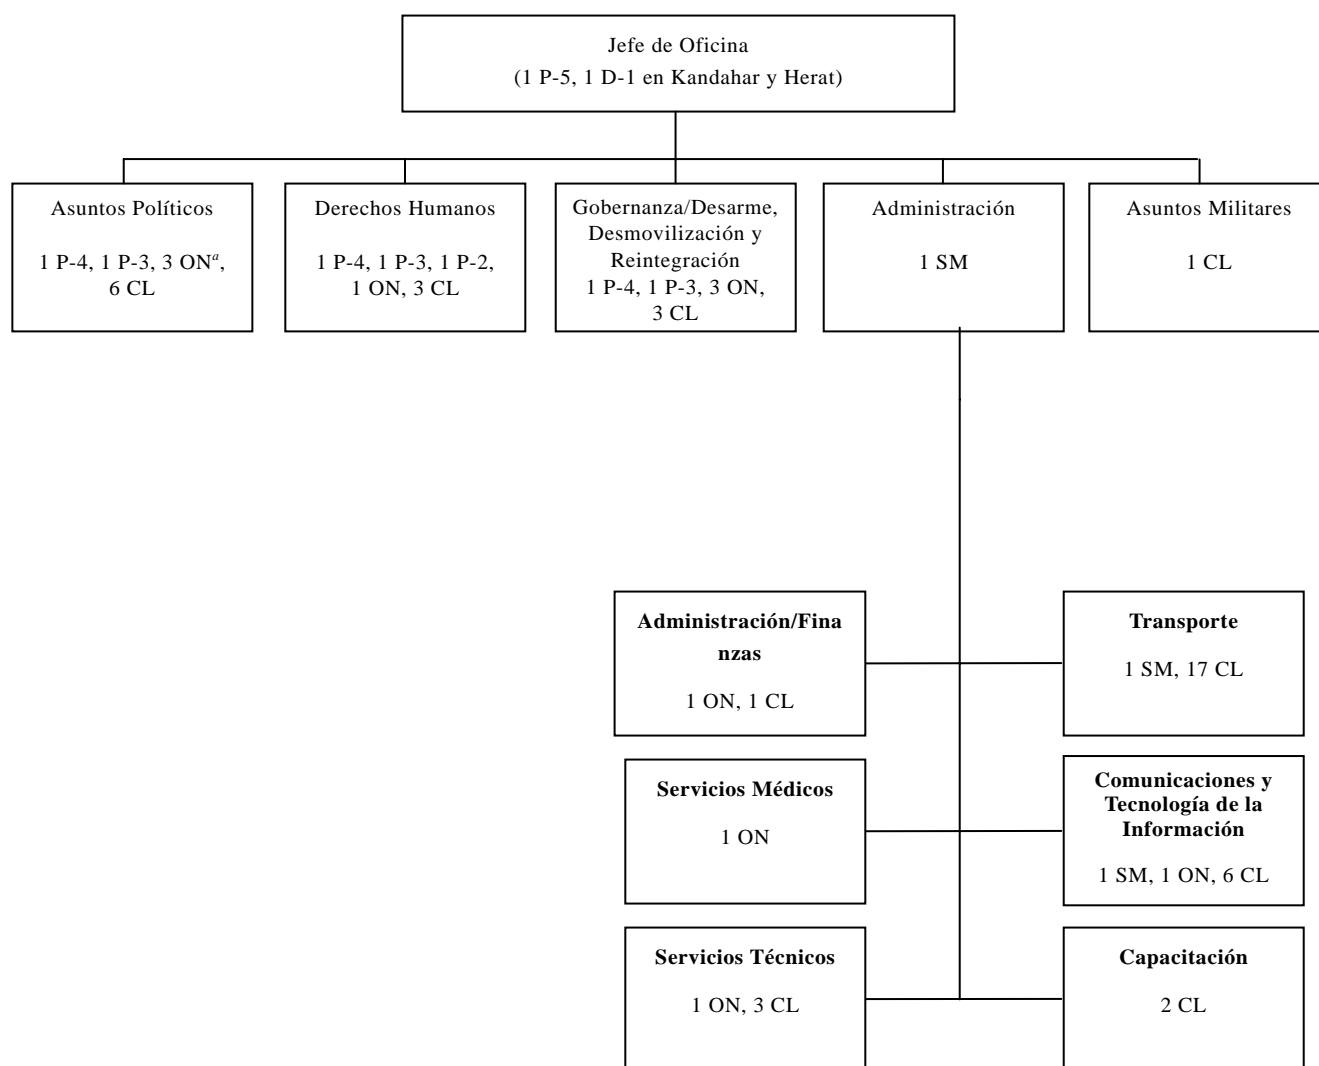 Jefe de Oficina
(1 P-5, 1 D-1 en Kandahar y Herat)
Asuntos Políticos
1 P-4, 1 P-3, 3 ONᵃ,
6 CL
Derechos Humanos
1 P-4, 1 P-3, 1 P-2,
1 ON, 3 CL
Gobernanza/Desarme,
Desmovilización y
Reintegración
1 P-4, 1 P-3, 3 ON,
3 CL
Administración
1 SM
Asuntos Militares
1 CL
Administración/Fina
nzas
1 ON, 1 CL
Transporte
1 SM, 17 CL
Servicios Médicos
1 ON
Comunicaciones y
Tecnología de la
Información
1 SM, 1 ON, 6 CL
Servicios Técnicos
1 ON, 3 CL
Capacitación
2 CL